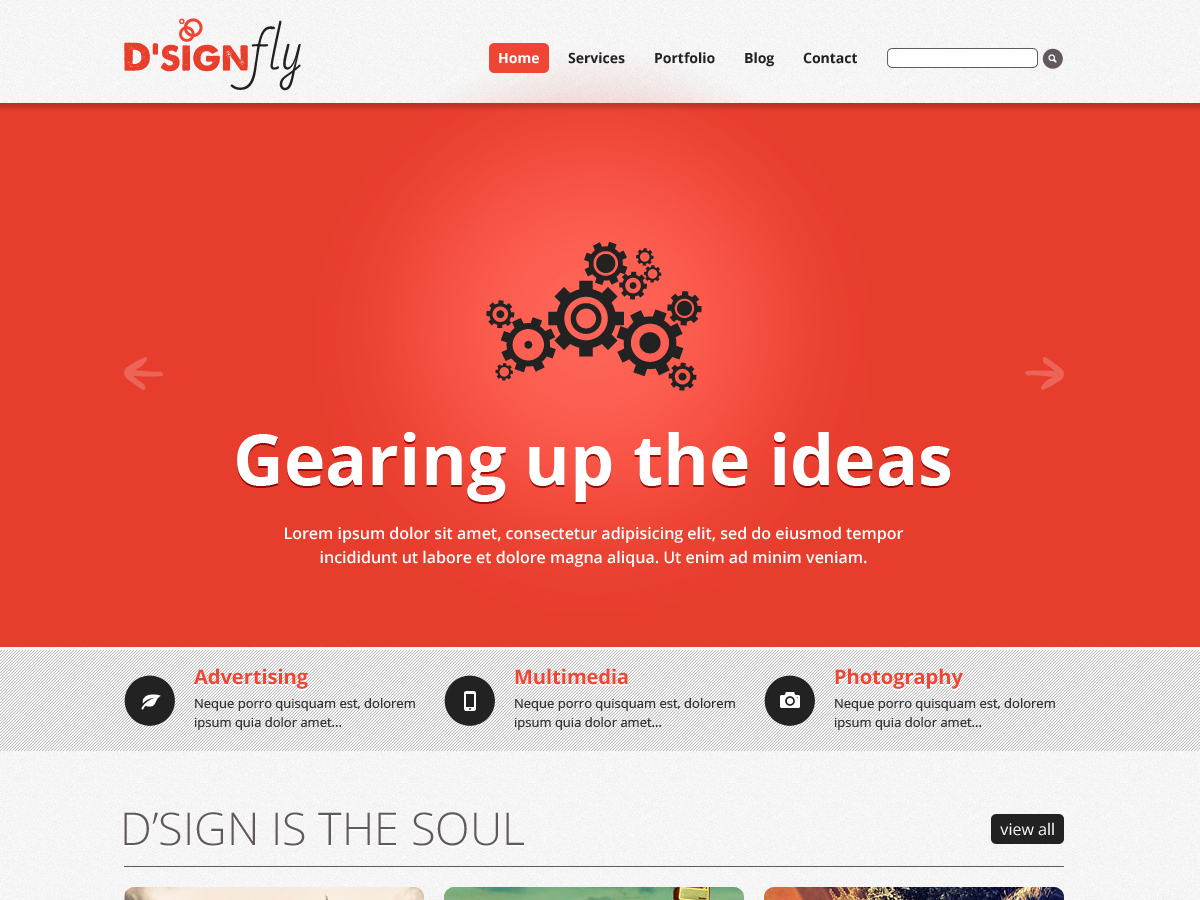 D'SIGNfly
Home Services Portfolio Blog Contact
Gearing up the ideas
Lorem ipsum dolor sit amet, consectetur adipisicing elit, sed do eiusmod tempor
incididunt ut labore et dolore magna aliqua. Ut enim ad minim veniam.
Advertising
Neque porro quisquam est, dolorem
ipsum quia dolor amet...
Multimedia
Neque porro quisquam est, dolorem
ipsum quia dolor amet...
Photography
Neque porro quisquam est, dolorem
ipsum quia dolor amet...
D’SIGN IS THE SOUL
view all